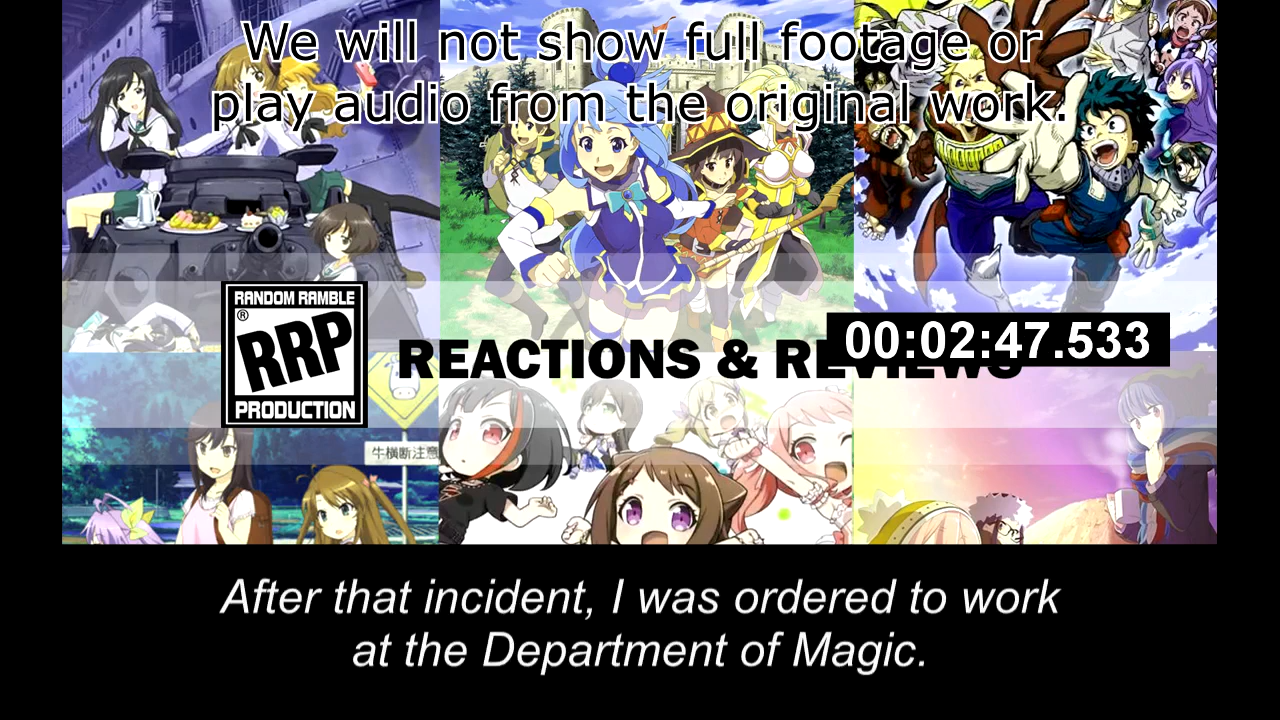 We will not show full footage or
play audio from the original work.
RANDOM RAMBLE
®
RRP
PRODUCTION
REACTIONS & REVIEWS
00:02:47.533
牛横断注意
After that incident, I was ordered to work
at the Department of Magic.